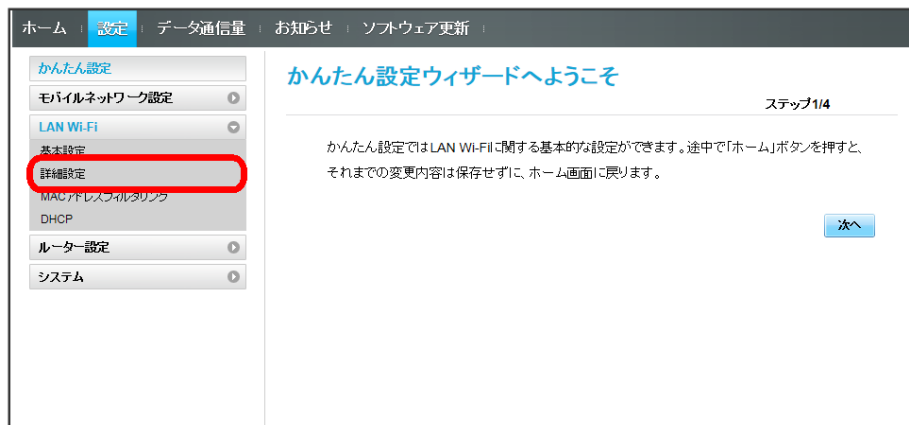 ホーム 設定 データ通信量 お知らせ ソフトウェア更新
かんたん設定
モバイルネットワーク設定
LAN Wi-Fi
基本設定
詳細設定
MACアドレスフィルタリング
DHCP
ルーター設定
システム
かんたん設定ウィザードへようこそ
ステップ1/4
かんたん設定ではLAN Wi-Fiに関する基本的な設定ができます。途中で「ホーム」ボタンを押すと、
それまでの変更内容は保存せずに、ホーム画面に戻ります。
次へ